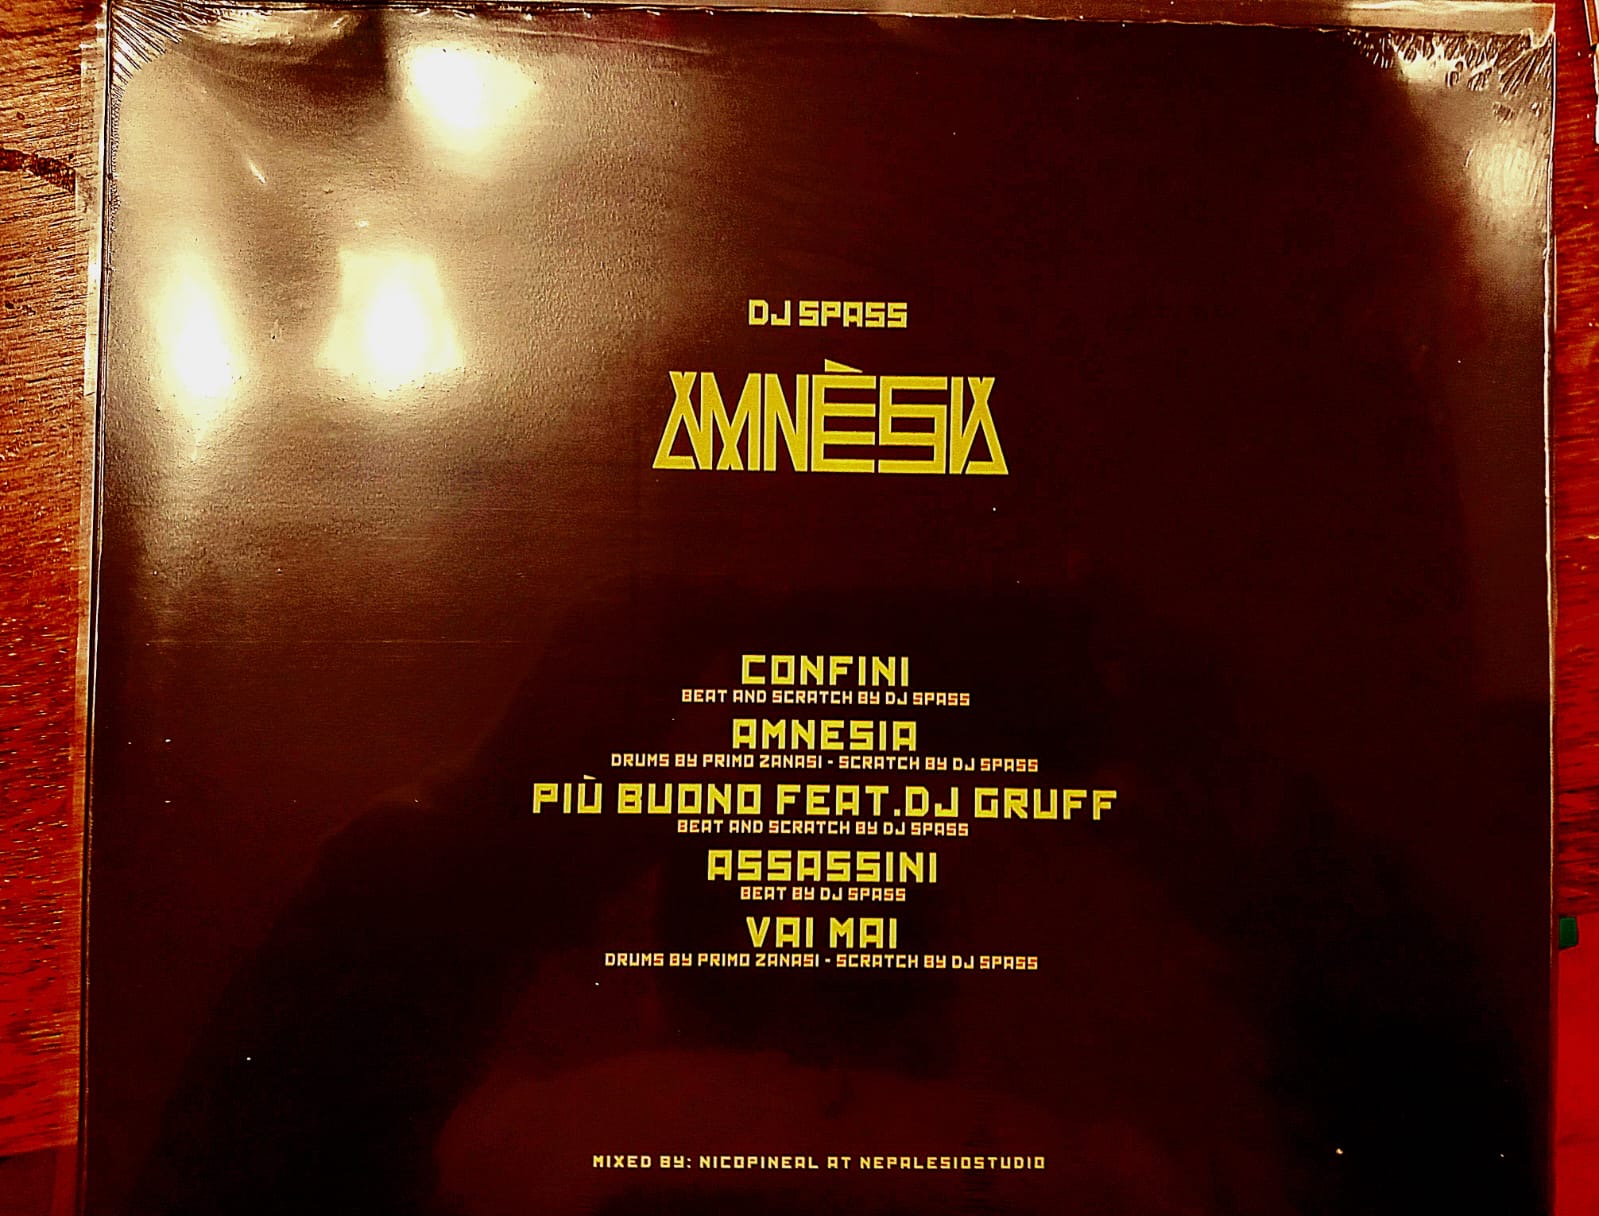 DJ SPASS
AMNÈSIA
CONFINI
BEAT AND SCRATCH BY DJ SPASS
AMNESIA
DRUMS BY PRIMO ZANASI - SCRATCH BY DJ SPASS
PIÙ BUONO FEAT.DJ GRUFF
BEAT AND SCRATCH BY DJ SPASS
ASSASSINI
BEAT BY DJ SPASS
VAI MAI
DRUMS BY PRIMO ZANASI - SCRATCH BY DJ SPASS
MIXED BY: NICOPINEAL AT NEPALESIOSTUDIO